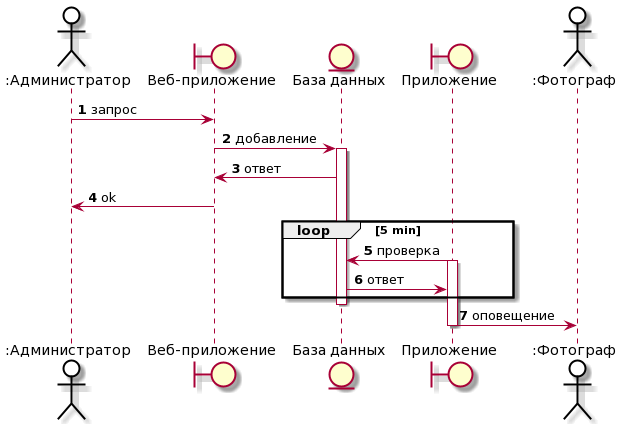 :Администратор Веб-приложение База данных Приложение :Фотограф
1 запрос
2 добавление
3 ответ
4 ok
loop [5 min]
5 проверка
6 ответ
7 оповещение
:Администратор Веб-приложение База данных Приложение :Фотограф